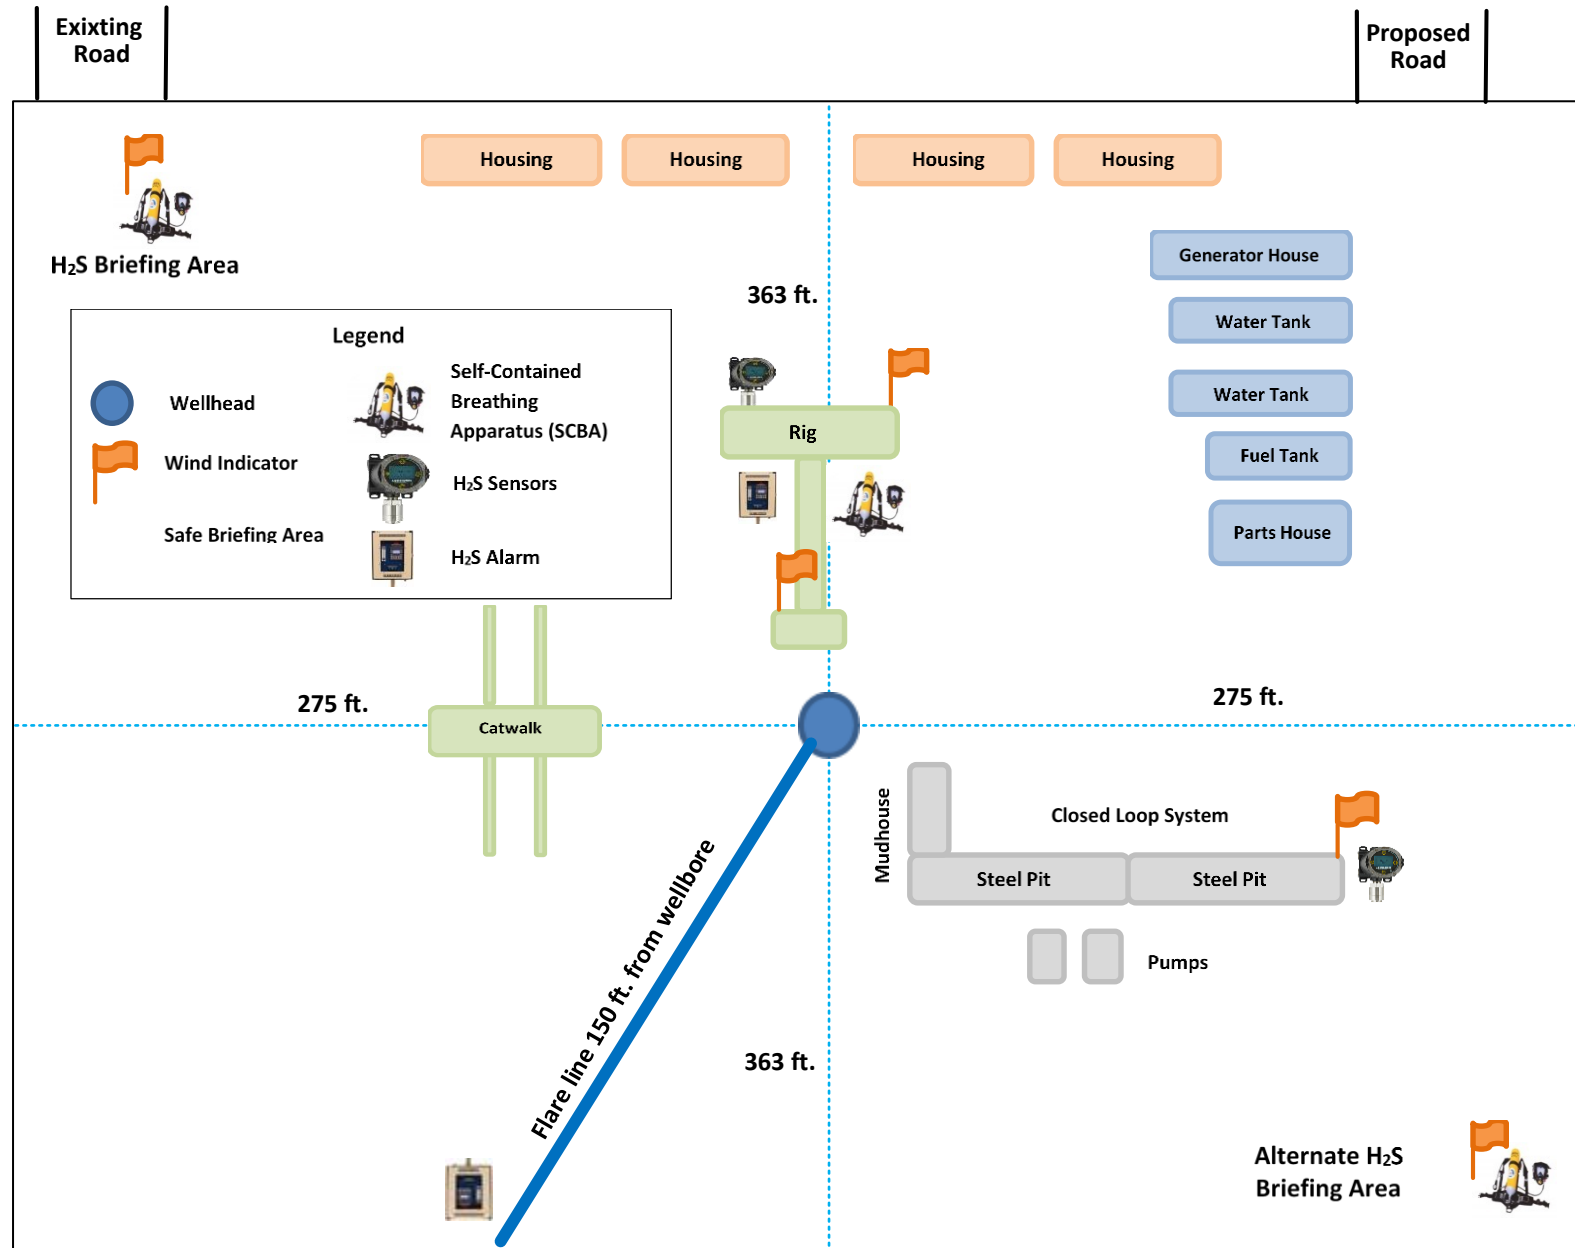 Exixting
Road
Proposed
Road
Housing
Housing
Housing
Housing
H₂S Briefing Area
Generator House
363 ft.
Water Tank
Legend
Wellhead
Self-Contained
Breathing
Apparatus (SCBA)
Wind Indicator
H₂S Sensors
Safe Briefing Area
H₂S Alarm
Rig
Water Tank
Fuel Tank
Parts House
275 ft.
275 ft.
Catwalk
Mudhouse
Closed Loop System
Steel Pit
Steel Pit
Pumps
Flare line 150 ft. from wellbore
363 ft.
Alternate H₂S
Briefing Area